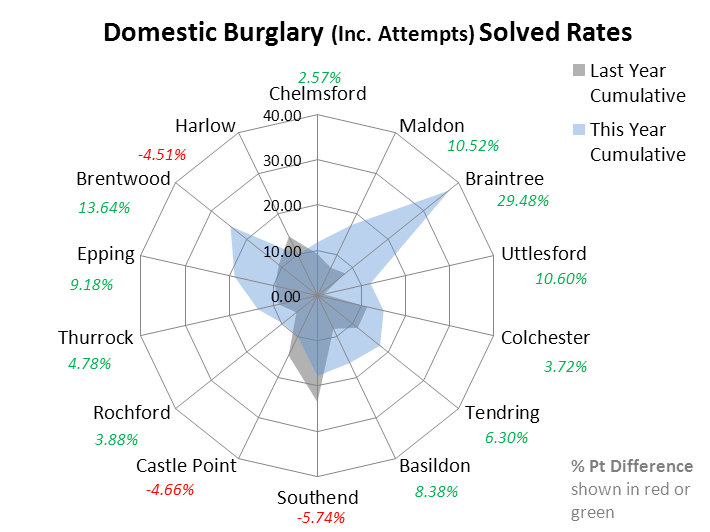 Domestic Burglary (Inc. Attempts) Solved Rates
2.57%
Chelmsford
Last Year
Cumulative
This Year
Cumulative
40.00
30.00
20.00
10.00
0.00
Maldon
10.52%
Braintree
29.48%
Uttlesford
10.60%
Colchester
3.72%
Tendring
6.30%
Basildon
8.38%
Southend
-5.74%
Castle Point
-4.66%
Rochford
3.88%
Thurrock
4.78%
Epping
9.18%
Brentwood
13.64%
Harlow
-4.51%
% Pt Difference
shown in red or
green